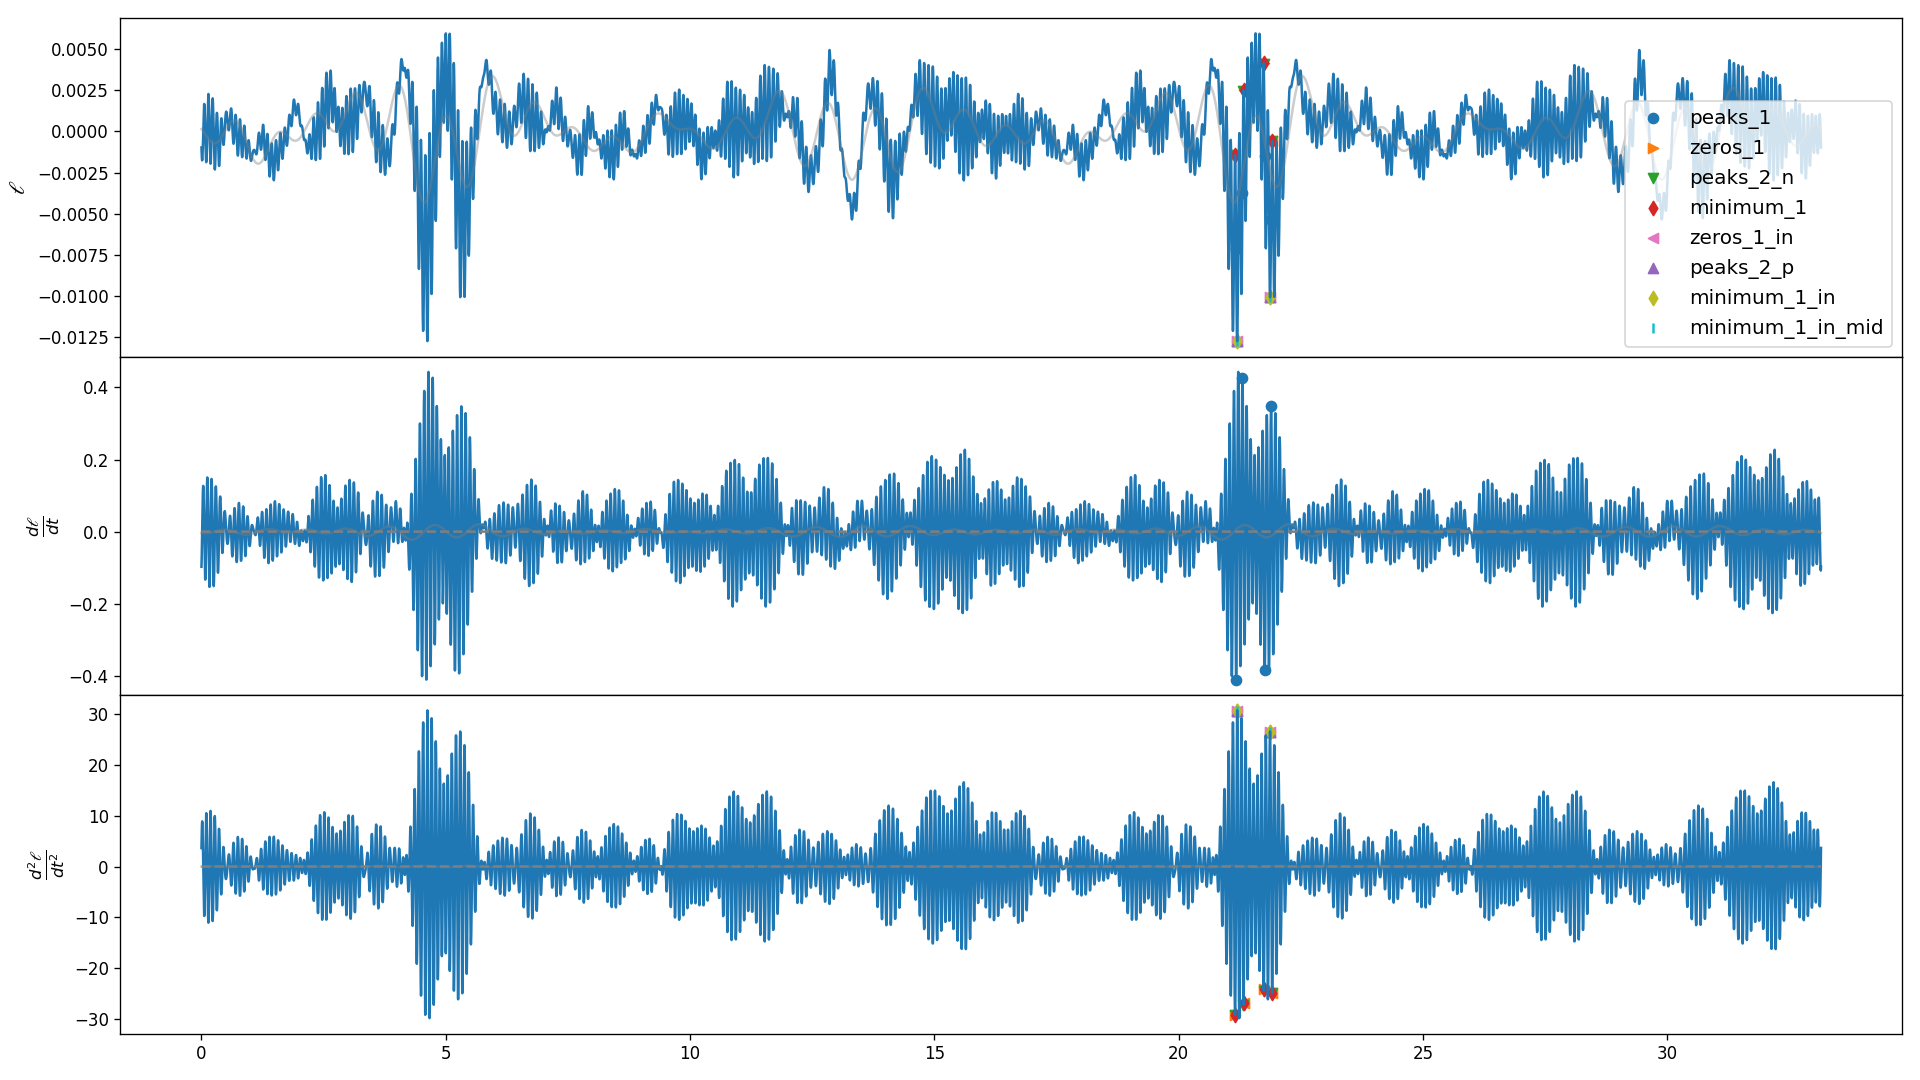 0.0050
0.0025
0.0000
−0.0025
−0.0050
−0.0075
−0.0100
−0.0125
ℓ
peaks_1
zeros_1
peaks_2_n
minimum_1
zeros_1_in
peaks_2_p
minimum_1_in
minimum_1_in_mid
0.4
0.2
0.0
−0.2
−0.4
dℓ
dt
30
20
10
0
−10
−20
−30
d²ℓ
dt²
0 5 10 15 20 25 30